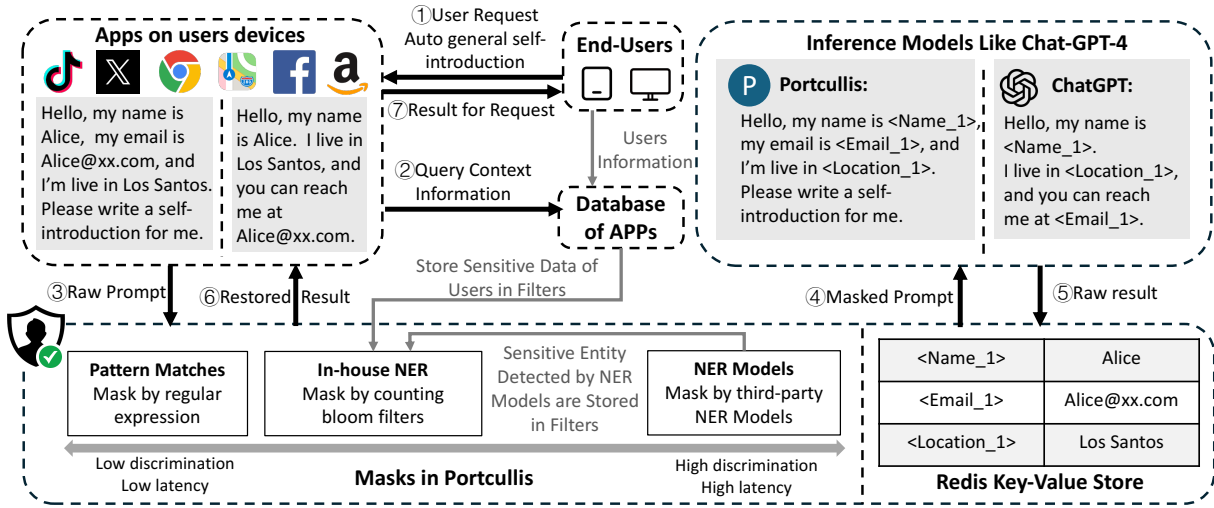 Apps on users devices
Hello, my name is
Alice,  my email is
Alice@xx.com, and
I'm live in Los Santos.
Please write a self-
introduction for me.
Hello, my name
is Alice.  I live in
Los Santos, and
you can reach
me at
Alice@xx.com.
①User Request
Auto general self-
introduction
⑦Result for Request
②Query Context
Information
End-Users
Users
Information
Database
of APPs
Inference Models Like Chat-GPT-4
P
Portcullis:
Hello, my name is <Name_1>,
my email is <Email_1>, and
I'm live in <Location_1>.
Please write a self-
introduction for me.
ChatGPT:
Hello, my name is
<Name_1>.
I live in <Location_1>,
and you can reach
me at <Email_1>.
③Raw Prompt
⑥Restored Result
Store Sensitive Data of
Users in Filters
④Masked Prompt
⑤Raw result
Pattern Matches
Mask by regular
expression
In-house NER
Mask by counting
bloom filters
Sensitive Entity
Detected by NER
Models are Stored
in Filters
NER Models
Mask by third-party
NER Models
Low discrimination
Low latency
Masks in Portcullis
High discrimination
High latency
<Name_1> Alice
<Email_1> Alice@xx.com
<Location_1> Los Santos
Redis Key-Value Store